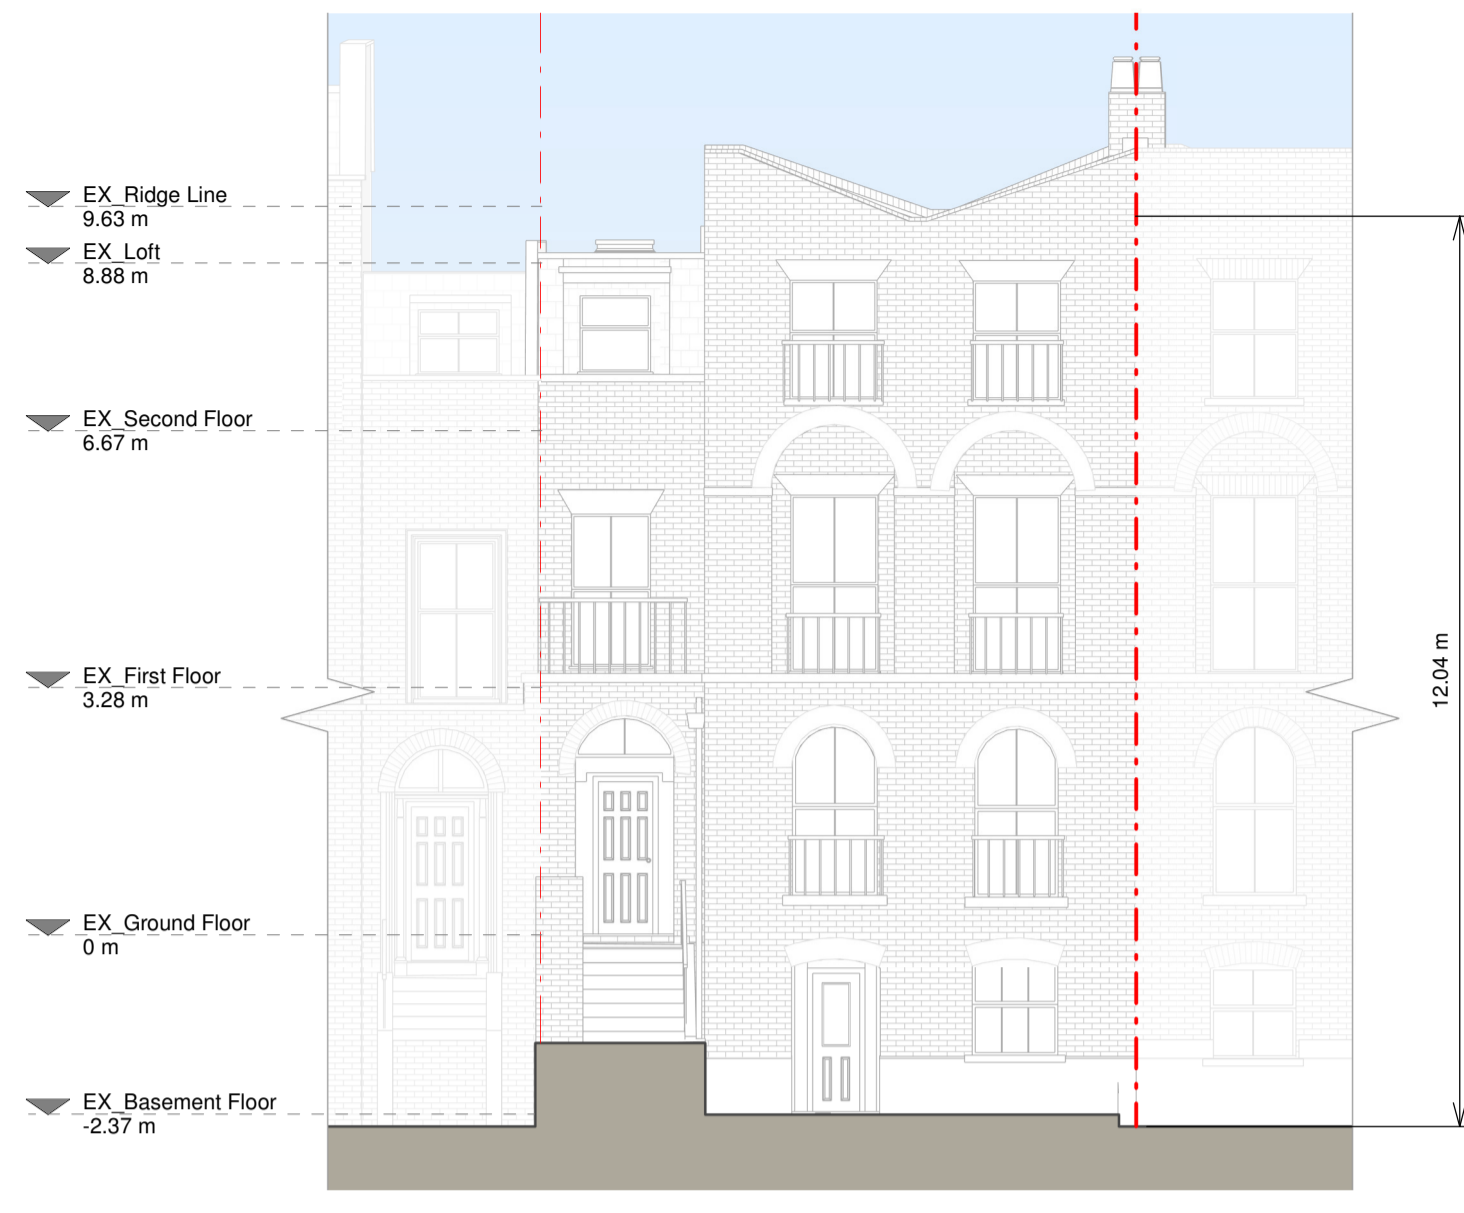 EX_Ridge Line
9.63 m
EX_Loft
8.88 m
EX_Second Floor
6.67 m
EX_First Floor
3.28 m
12.04 m
EX_Ground Floor
0 m
EX_Basement Floor
-2.37 m